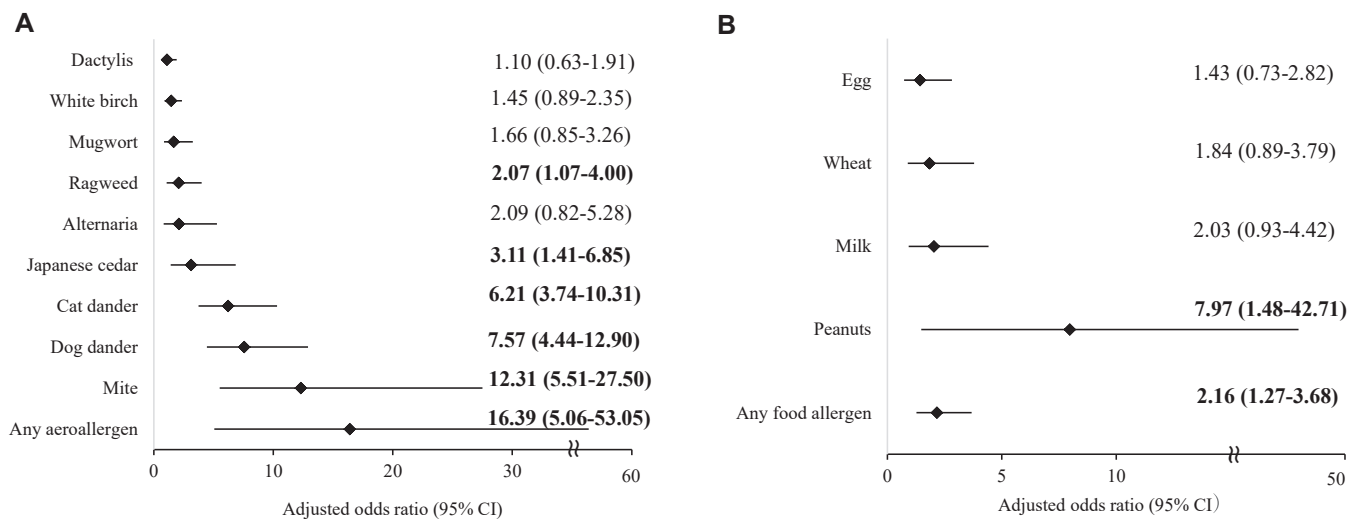 A
Dactylis 1.10 (0.63-1.91)
White birch 1.45 (0.89-2.35)
Mugwort 1.66 (0.85-3.26)
Ragweed 2.07 (1.07-4.00)
Alternaria 2.09 (0.82-5.28)
Japanese cedar 3.11 (1.41-6.85)
Cat dander 6.21 (3.74-10.31)
Dog dander 7.57 (4.44-12.90)
Mite 12.31 (5.51-27.50)
Any aeroallergen 16.39 (5.06-53.05)
0 10 20 30 60
Adjusted odds ratio (95% CI)
B
Egg 1.43 (0.73-2.82)
Wheat 1.84 (0.89-3.79)
Milk 2.03 (0.93-4.42)
Peanuts 7.97 (1.48-42.71)
Any food allergen 2.16 (1.27-3.68)
0 5 10 50
Adjusted odds ratio (95% CI)